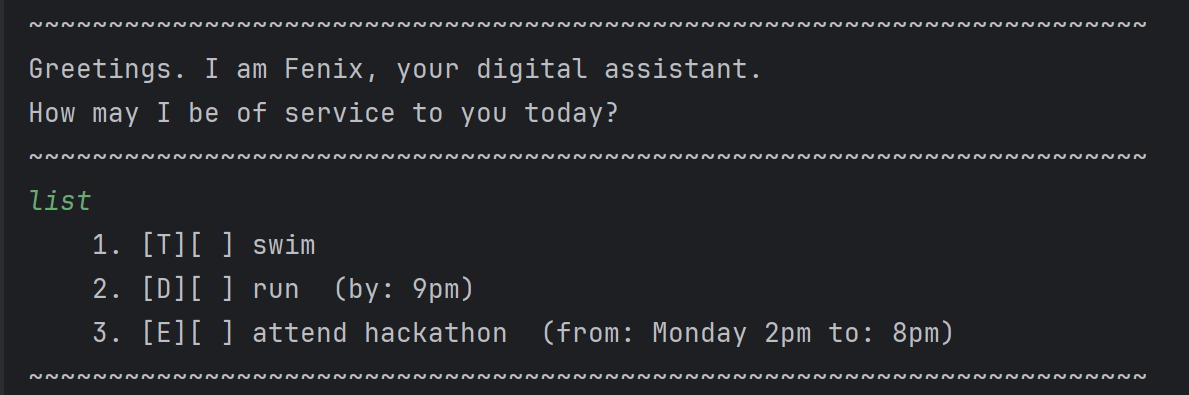 ~~~~~~~~~~~~~~~~~~~~~~~~~~~~~~~~~~~~~~~~~~~~~~~~~~~~~~~~~~~~~~~~~~~~~~
Greetings. I am Fenix, your digital assistant.
How may I be of service to you today?
~~~~~~~~~~~~~~~~~~~~~~~~~~~~~~~~~~~~~~~~~~~~~~~~~~~~~~~~~~~~~~~~~~~~~~
list
    1. [T][ ] swim
    2. [D][ ] run  (by: 9pm)
    3. [E][ ] attend hackathon  (from: Monday 2pm to: 8pm)
~~~~~~~~~~~~~~~~~~~~~~~~~~~~~~~~~~~~~~~~~~~~~~~~~~~~~~~~~~~~~~~~~~~~~~